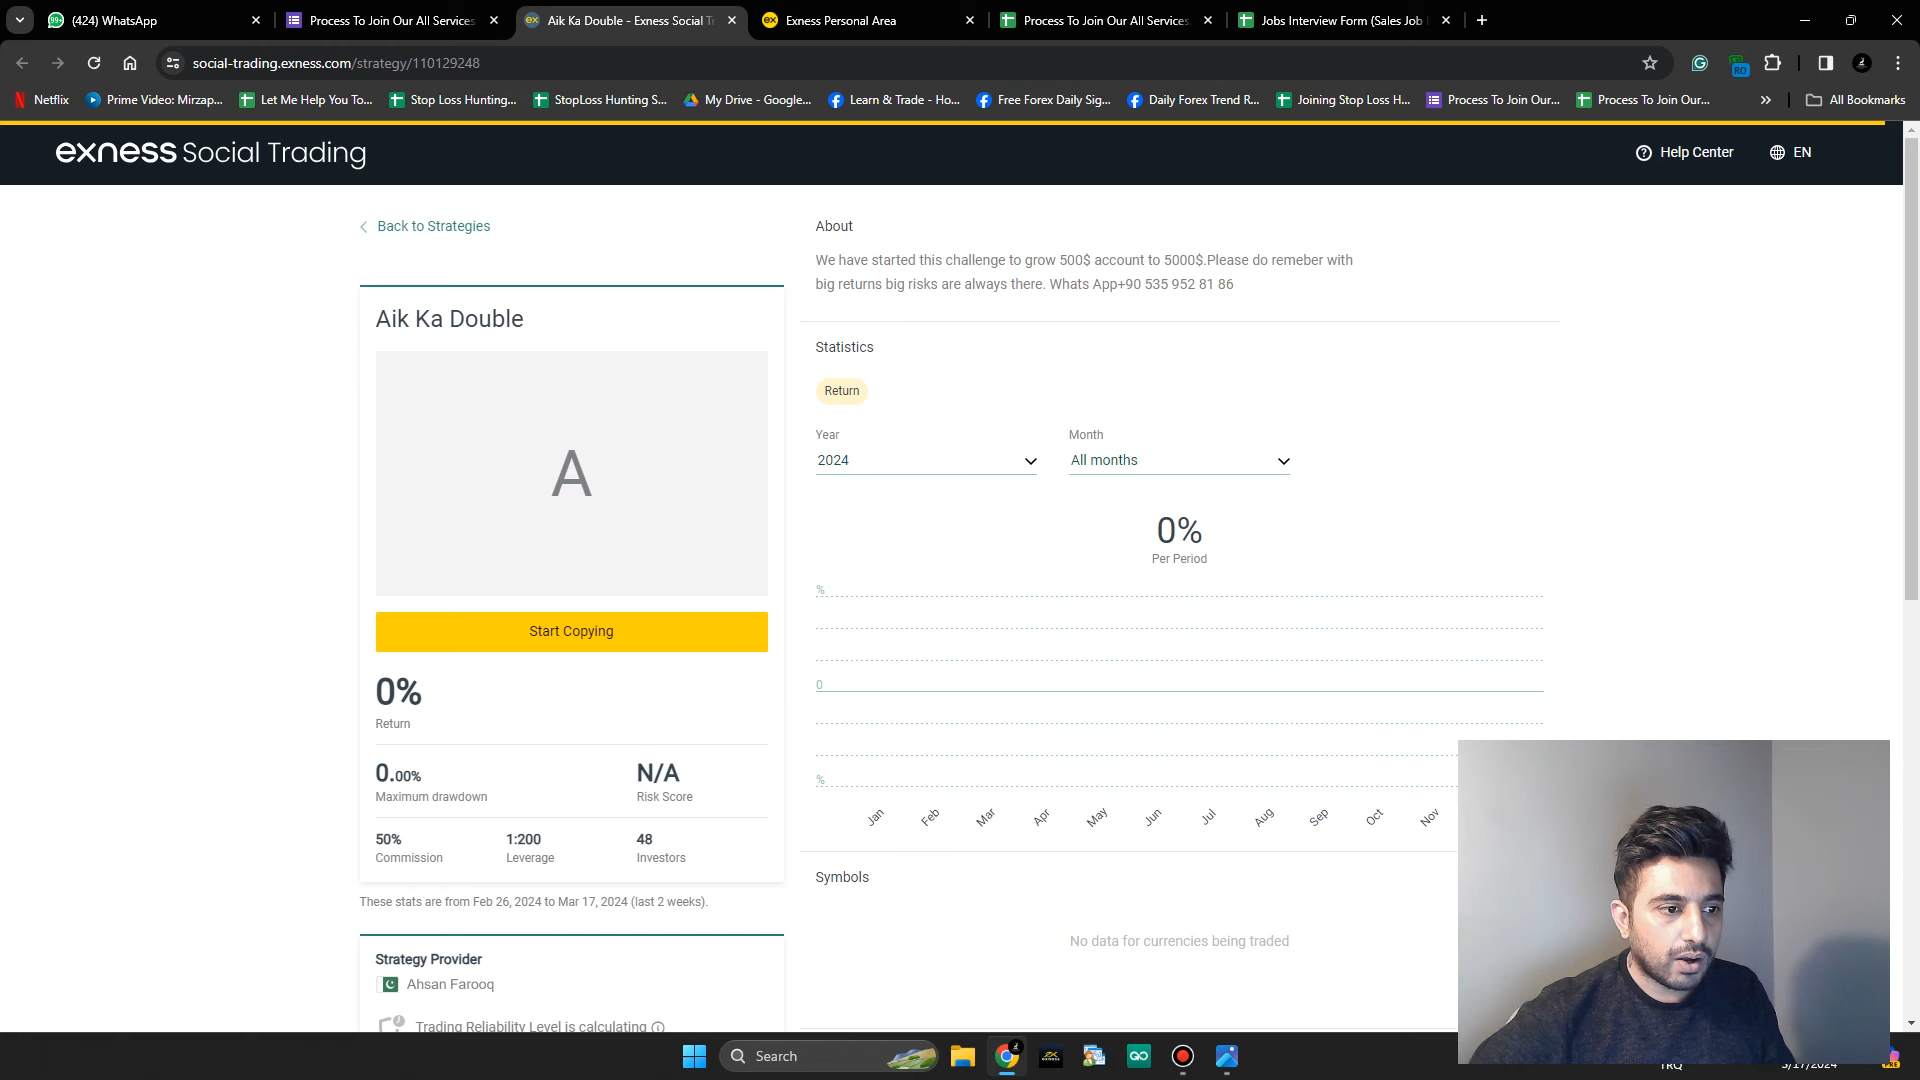 (424) WhatsApp
Process To Join Our All Services
Aik Ka Double - Exness Social T
Exness Personal Area
Process To Join Our All Services
Jobs Interview Form (Sales Job
social-trading.exness.com/strategy/110129248
Netflix
Prime Video: Mirzap...
Let Me Help You To...
Stop Loss Hunting...
StopLoss Hunting S...
My Drive - Google...
Learn & Trade - Ho...
Free Forex Daily Sig...
Daily Forex Trend R...
Joining Stop Loss H...
Process To Join Our...
Process To Join Our...
All Bookmarks
exness Social Trading
Help Center
EN
Back to Strategies
Aik Ka Double
A
Start Copying
0%
Return
0.00%
Maximum drawdown
N/A
Risk Score
50%
Commission
1:200
Leverage
48
Investors
These stats are from Feb 26, 2024 to Mar 17, 2024 (last 2 weeks).
Strategy Provider
Ahsan Farooq
Trading Reliability Level is calculating
About
We have started this challenge to grow 500$ account to 5000$.Please do remeber with
big returns big risks are always there. Whats App+90 535 952 81 86
Statistics
Return
Year
2024
Month
All months
0%
Per Period
%
0
%
Jan
Feb
Mar
Apr
May
Jun
Jul
Aug
Sep
Oct
Nov
Symbols
No data for currencies being traded
Search
TRQ
3/17/2024